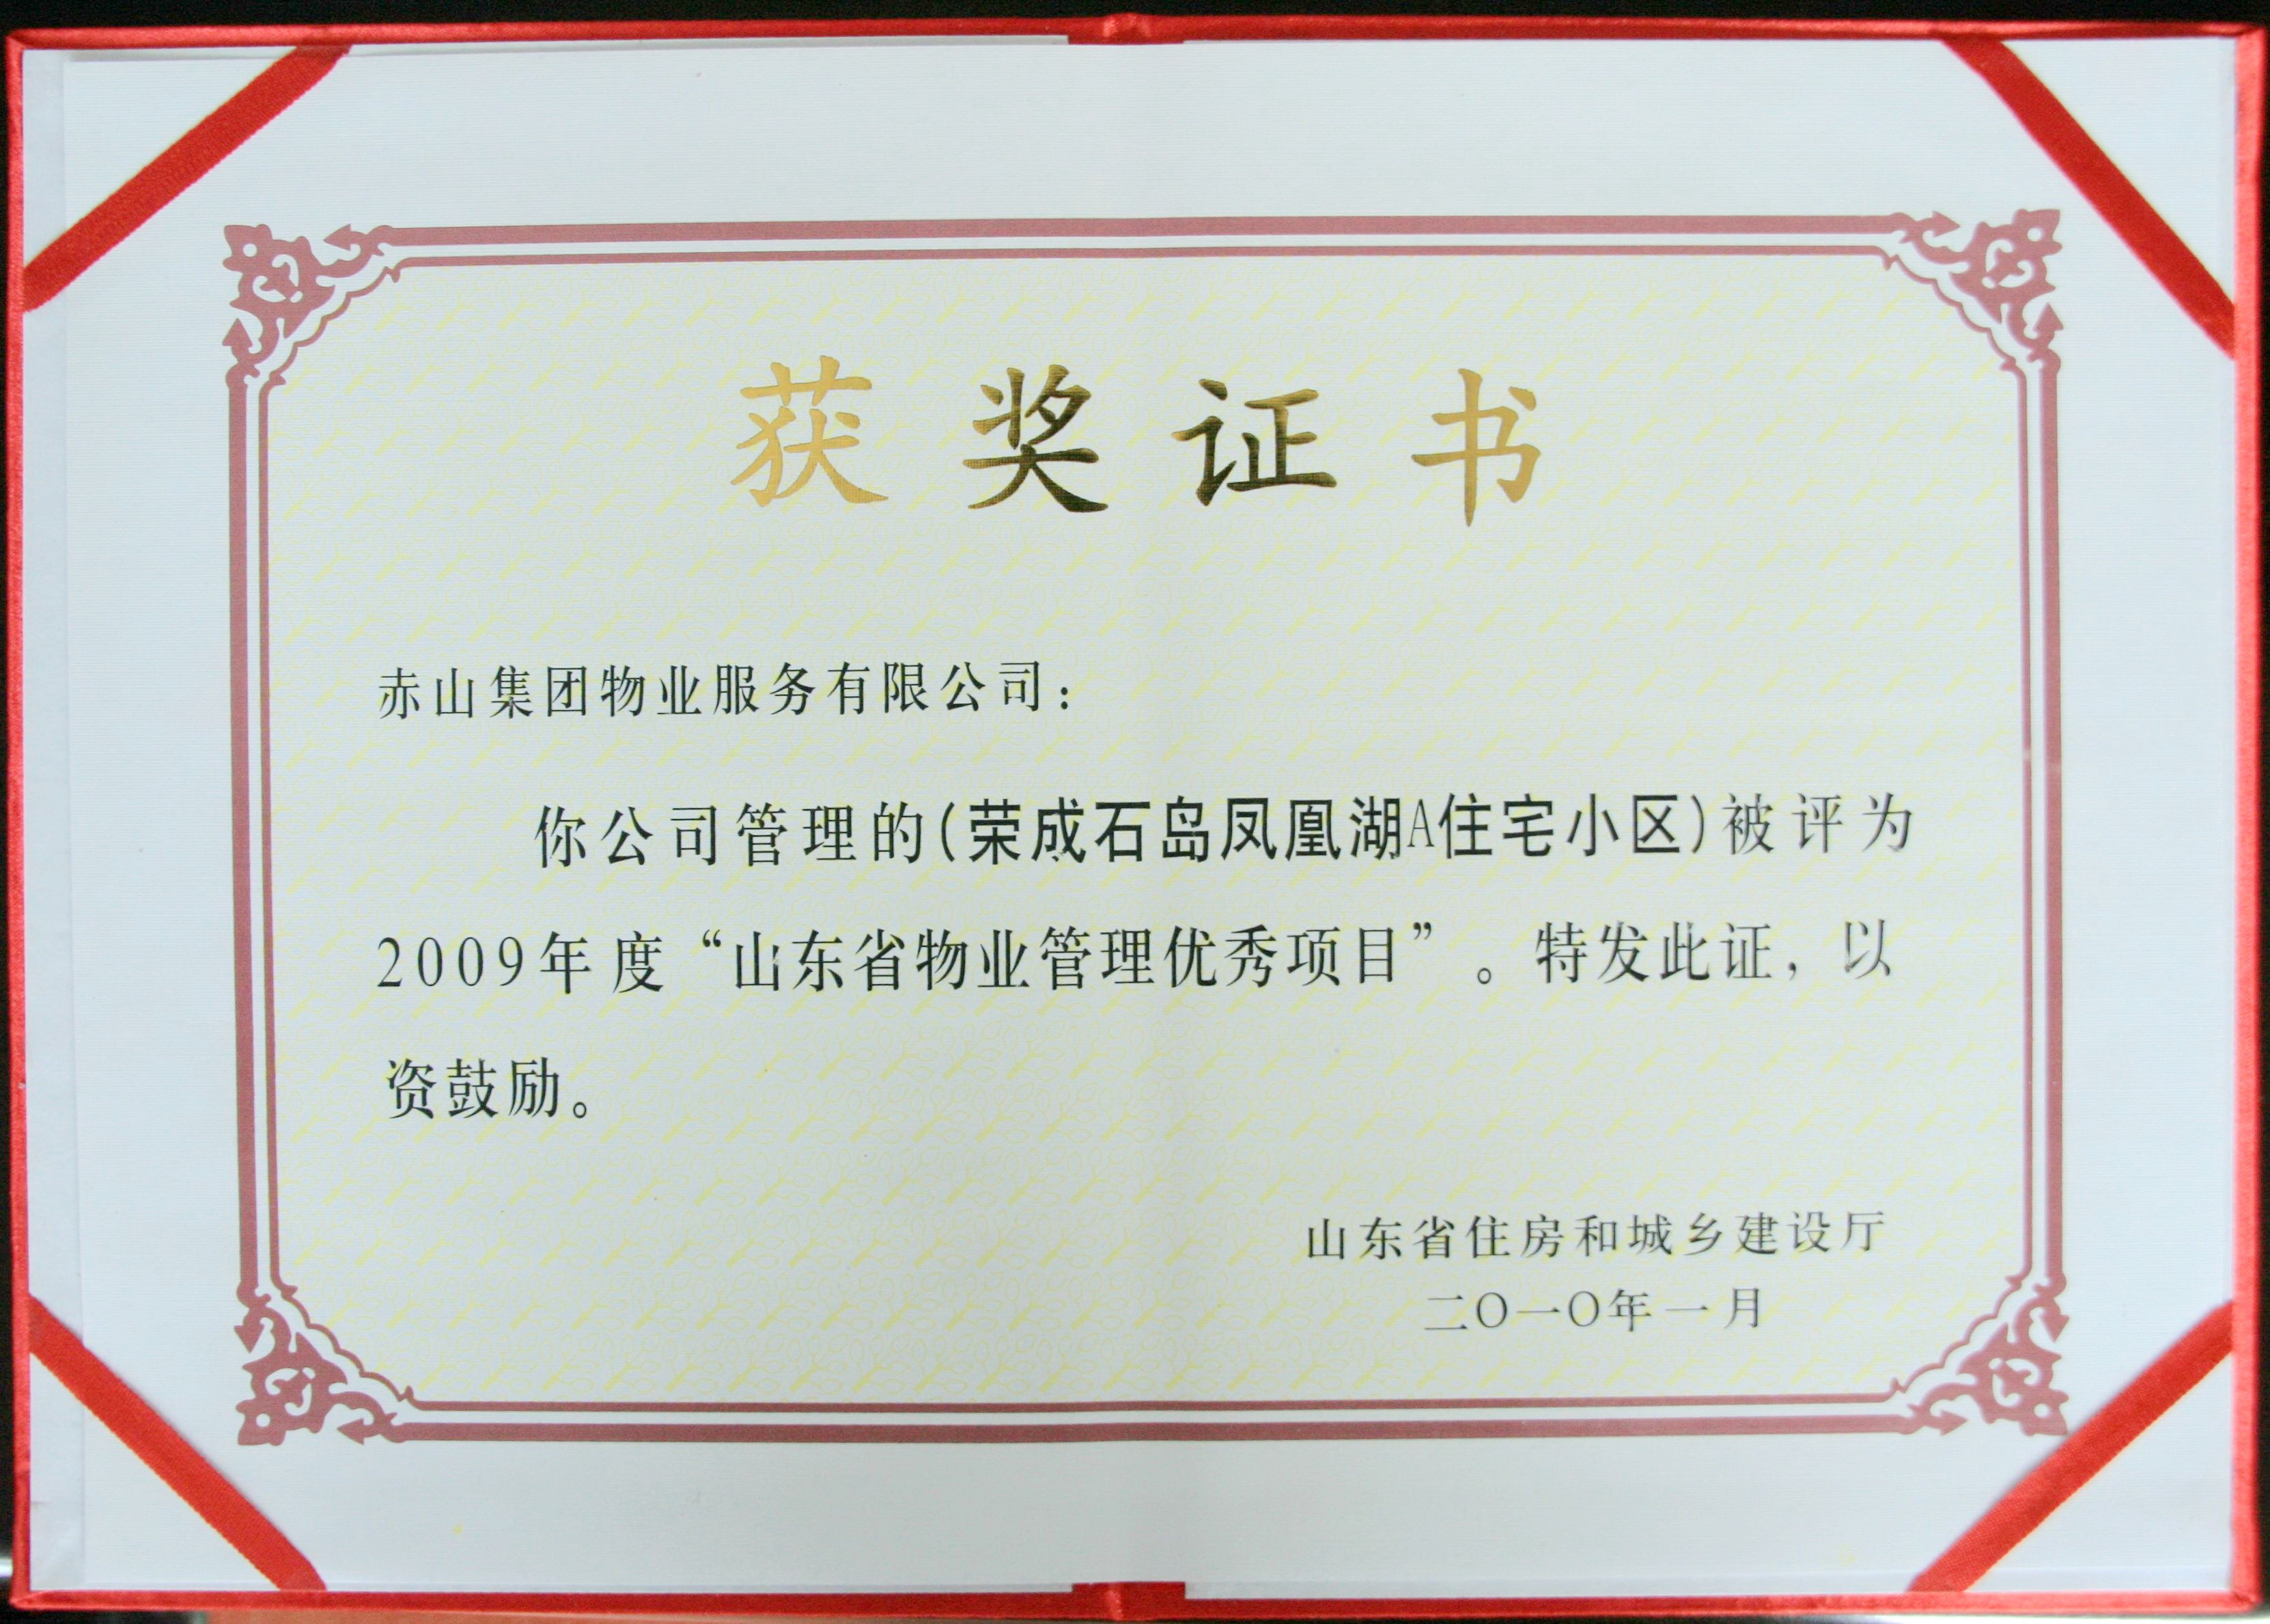 获奖证书
赤山集团物业服务有限公司：
你公司管理的(荣成石岛凤凰湖A住宅小区)被评为
2009年度“山东省物业管理优秀项目”。特发此证，以
资鼓励。
山东省住房和城乡建设厅
二〇一〇年一月